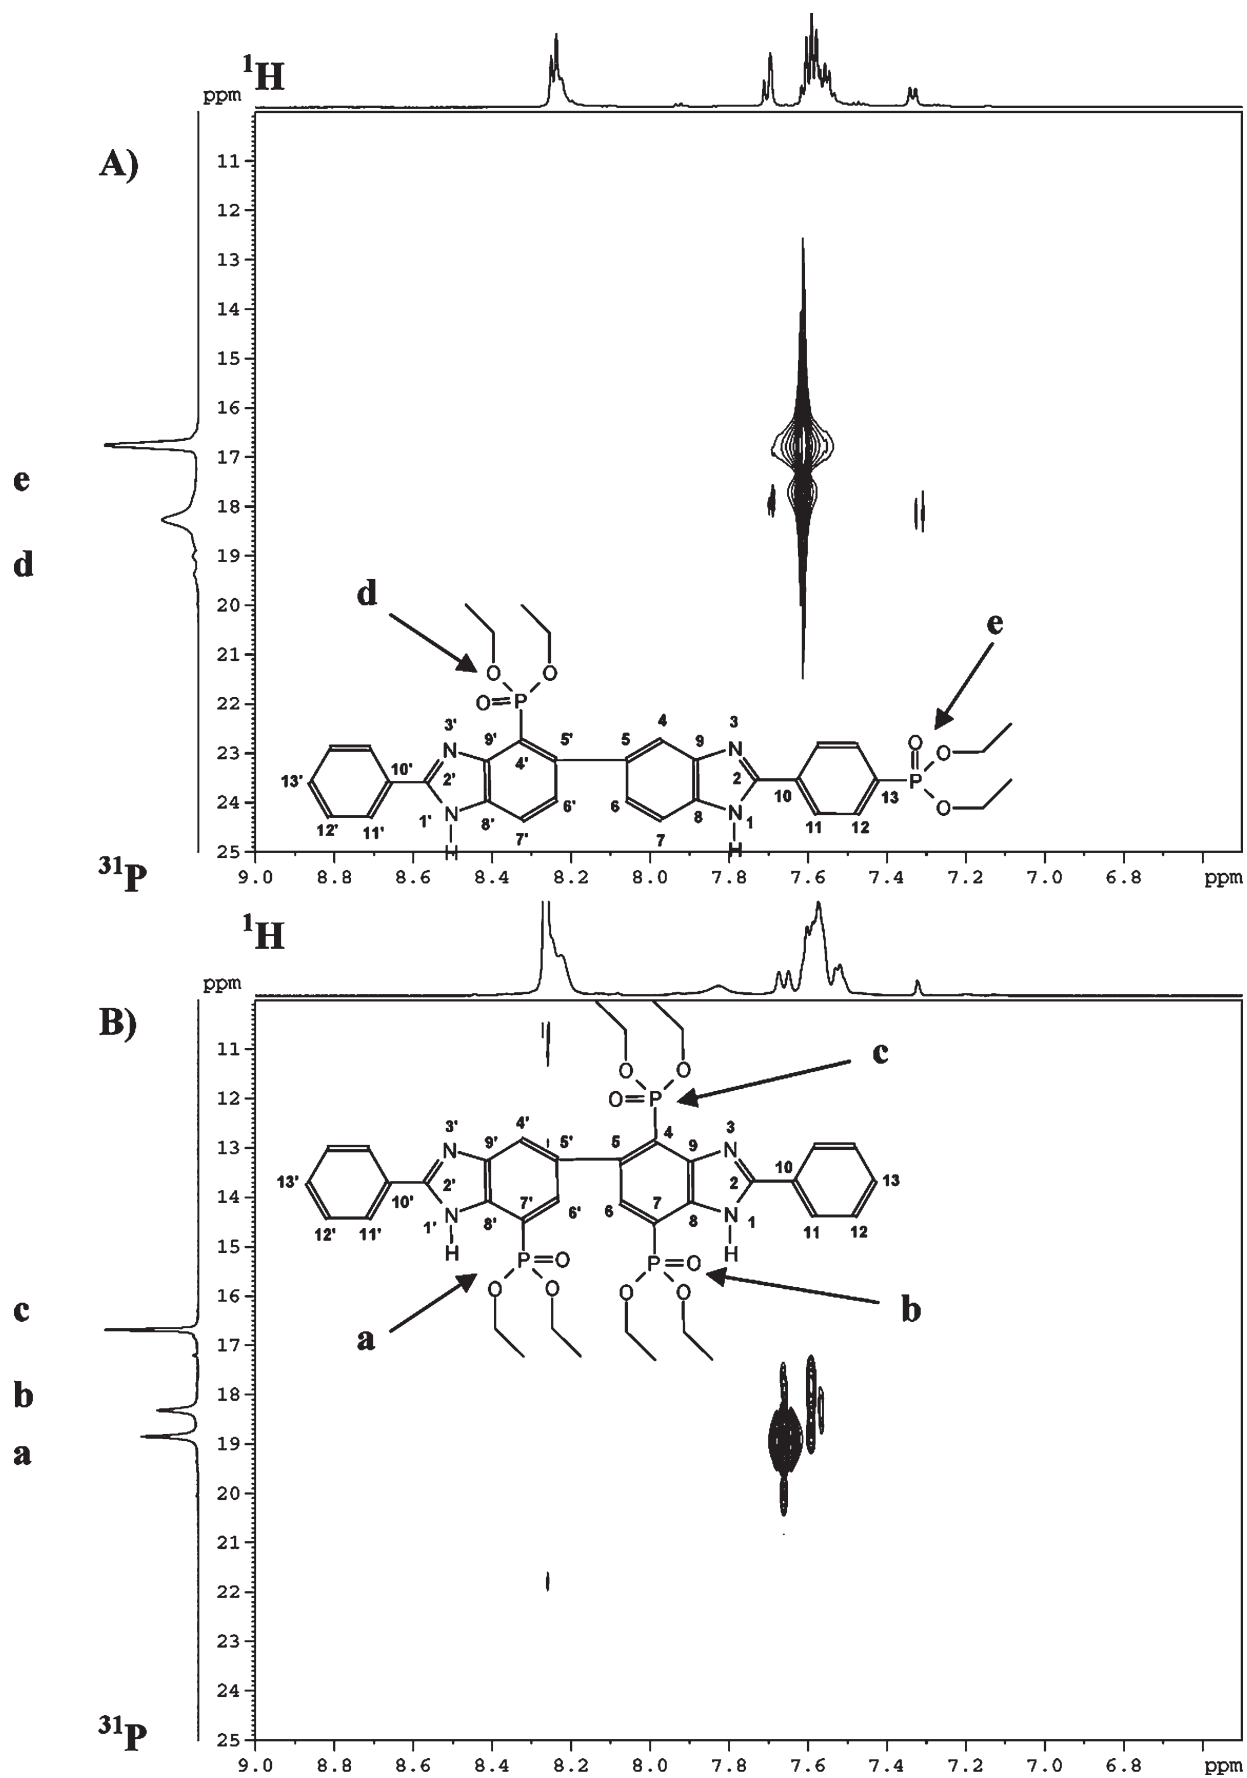 ¹H
ppm
A)
11
12
13
14
15
16
17
e
18
19
d
20
d
21
e
O O
22
O=P
3' 4 3
O
23
9' 5' 5 9
N N O
4' P
13' 10' 2' 2 10 13
24
6' 6 O
12' 11' 1' N 8' 7' 7 8 N 1 11 12
H H
25
³¹P
9.0 8.8 8.6 8.4 8.2 8.0 7.8 7.6 7.4 7.2 7.0 6.8 ppm
¹H
ppm
B)
11
c
O O
12
O=P
13
3' 4' 4 3
N 9' 5' 5 9 N
13' 10' 2' 2 10 13
14
7' 6' 6 7
12' 11' 1' N 8' 8 N 1 11 12
15
H H
P=O P=O
16
O O O O
c
a
b
17
18
b
19
a
20
21
22
23
24
25
³¹P
9.0 8.8 8.6 8.4 8.2 8.0 7.8 7.6 7.4 7.2 7.0 6.8 ppm